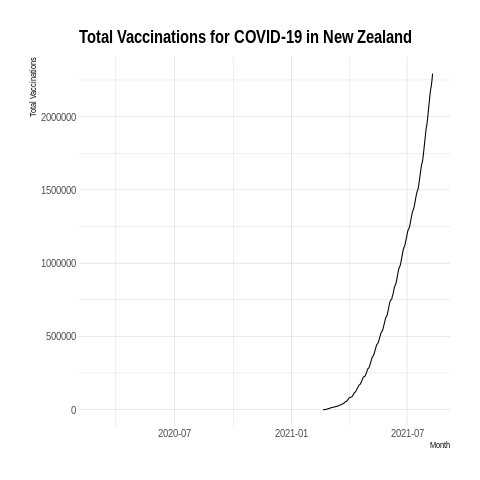 Total Vaccinations for COVID-19 in New Zealand
Total Vaccinations
2000000
1500000
1000000
500000
0
2020-07 2021-01 2021-07
Month